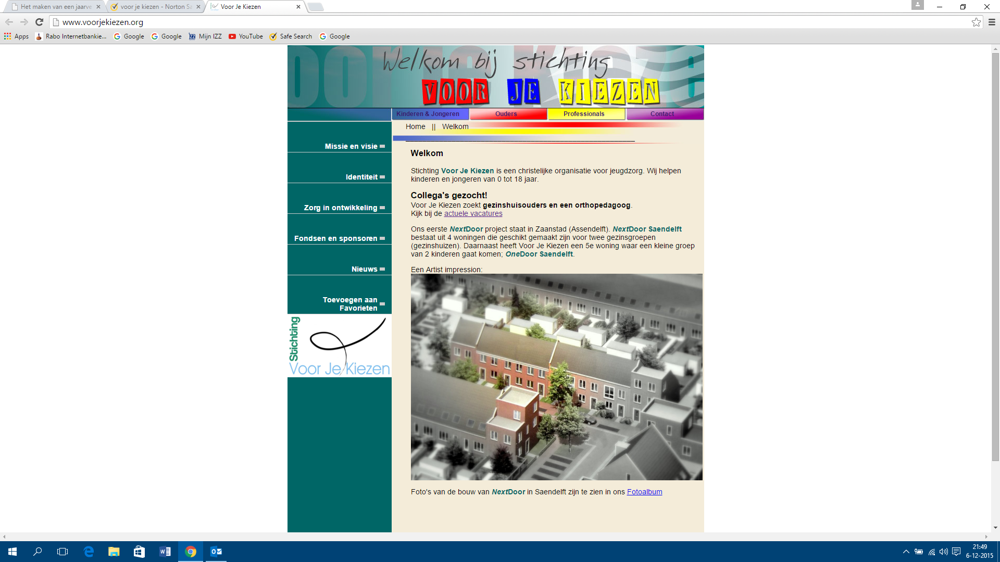 Het maken van een jaarve
voor je kiezen - Norton Sa
Voor Je Kiezen
www.voorjekiezen.org
Apps
Rabo Internetbankie...
Google
Google
Mijn IZZ
YouTube
Safe Search
Google
Welkom bij stichting
VOOR JE KIEZEN
Kinderen & Jongeren
Ouders
Professionals
Contact
Home || Welkom
Missie en visie
Identiteit
Zorg in ontwikkeling
Fondsen en sponsoren
Nieuws
Toevoegen aan
Favorieten
Stichting
Voor Je Kiezen
Welkom
Stichting Voor Je Kiezen is een christelijke organisatie voor jeugdzorg. Wij helpen
kinderen en jongeren van 0 tot 18 jaar.
Collega's gezocht!
Voor Je Kiezen zoekt gezinshuisouders en een orthopedagoog.
Kijk bij de actuele vacatures
Ons eerste NextDoor project staat in Zaanstad (Assendelft). NextDoor Saendelft
bestaat uit 4 woningen die geschikt gemaakt zijn voor twee gezinsgroepen
(gezinshuizen). Daarnaast heeft Voor Je Kiezen een 5e woning waar een kleine groep
van 2 kinderen gaat komen; OneDoor Saendelft.
Een Artist impression:
Foto's van de bouw van NextDoor in Saendelft zijn te zien in ons Fotoalbum
21:49
6-12-2015